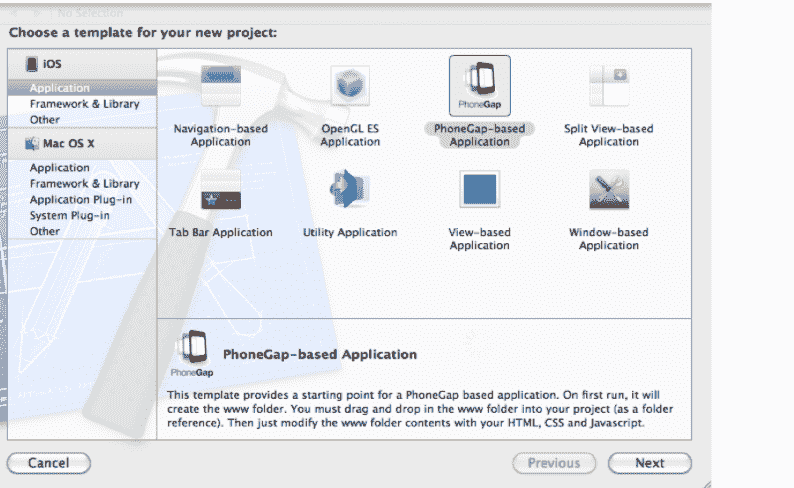 No Selection
Choose a template for your new project:
iOS
Application
Framework & Library
Other
Mac OS X
Application
Framework & Library
Application Plug-in
System Plug-in
Other
Navigation-based
Application
OpenGL ES
Application
PhoneGap
PhoneGap-based
Application
Split View-based
Application
Tab Bar Application
Utility Application
View-based
Application
Window-based
Application
PhoneGap
PhoneGap-based Application
This template provides a starting point for a PhoneGap based application. On first run, it will
create the www folder. You must drag and drop in the www folder into your project (as a folder
reference). Then just modify the www folder contents with your HTML, CSS and Javascript.
Cancel
Previous
Next